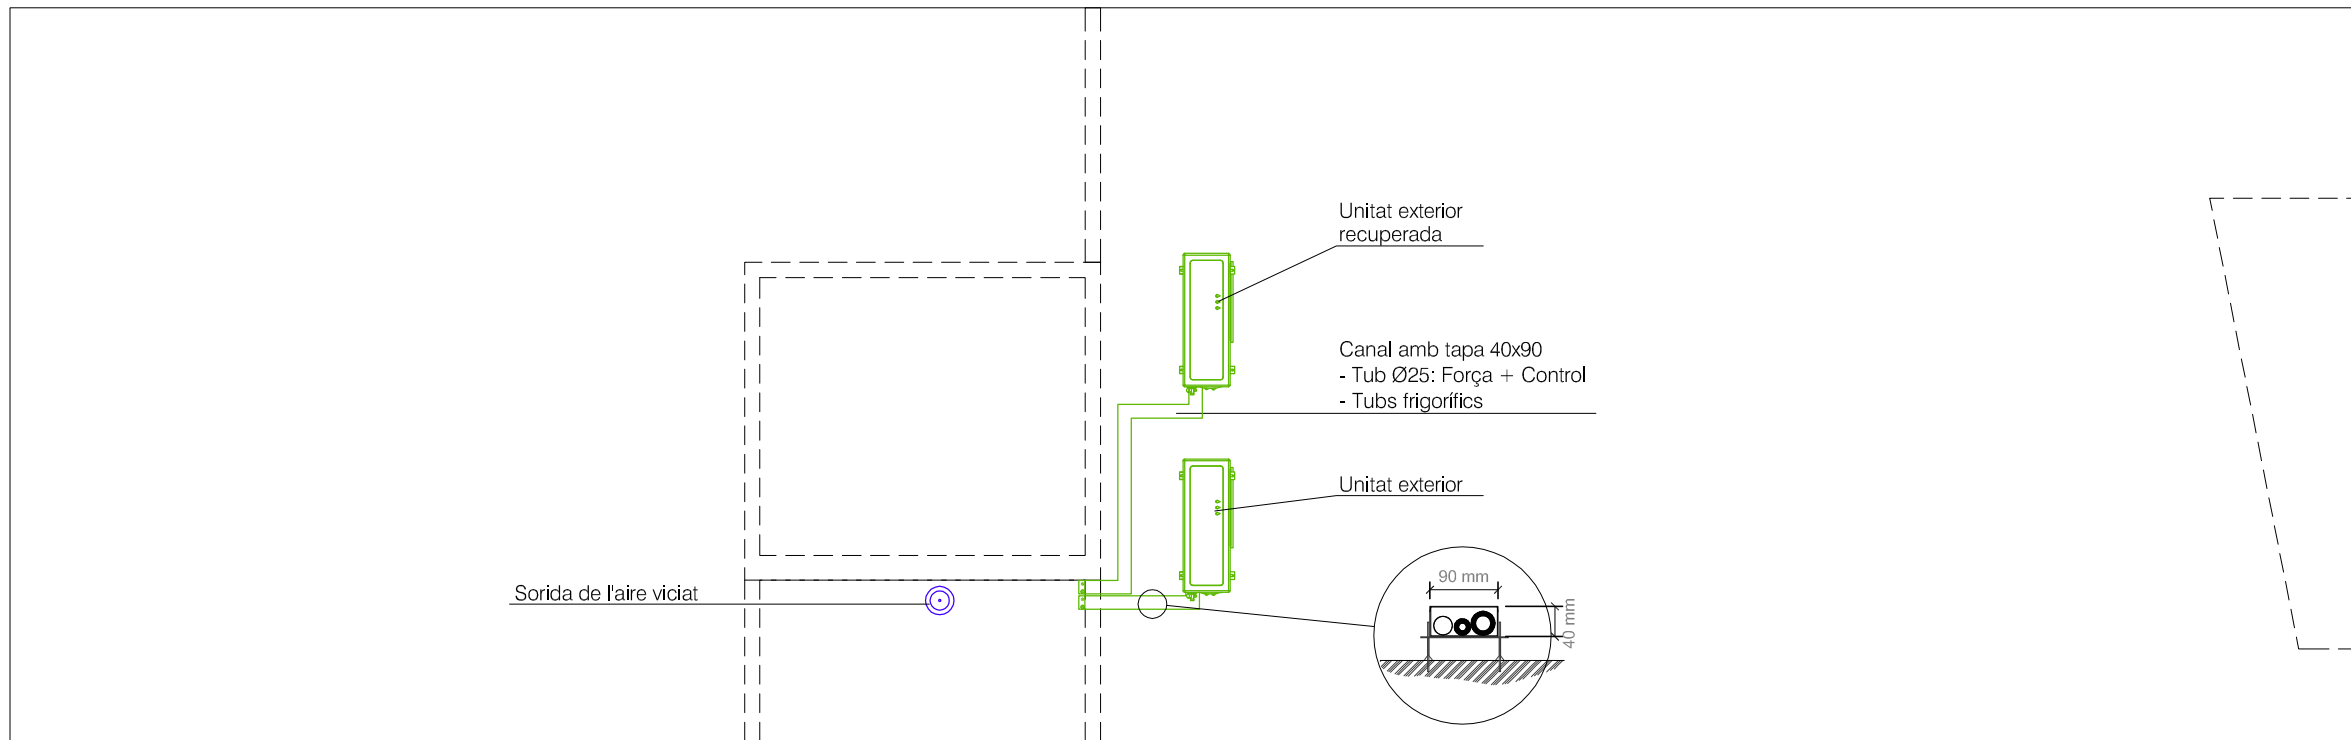 Unitat exterior
recuperada
Canal amb tapa 40x90
- Tub Ø25: Força + Control
- Tubs frigorífics
Unitat exterior
Sorida de l'aire viciat
90 mm
40 mm